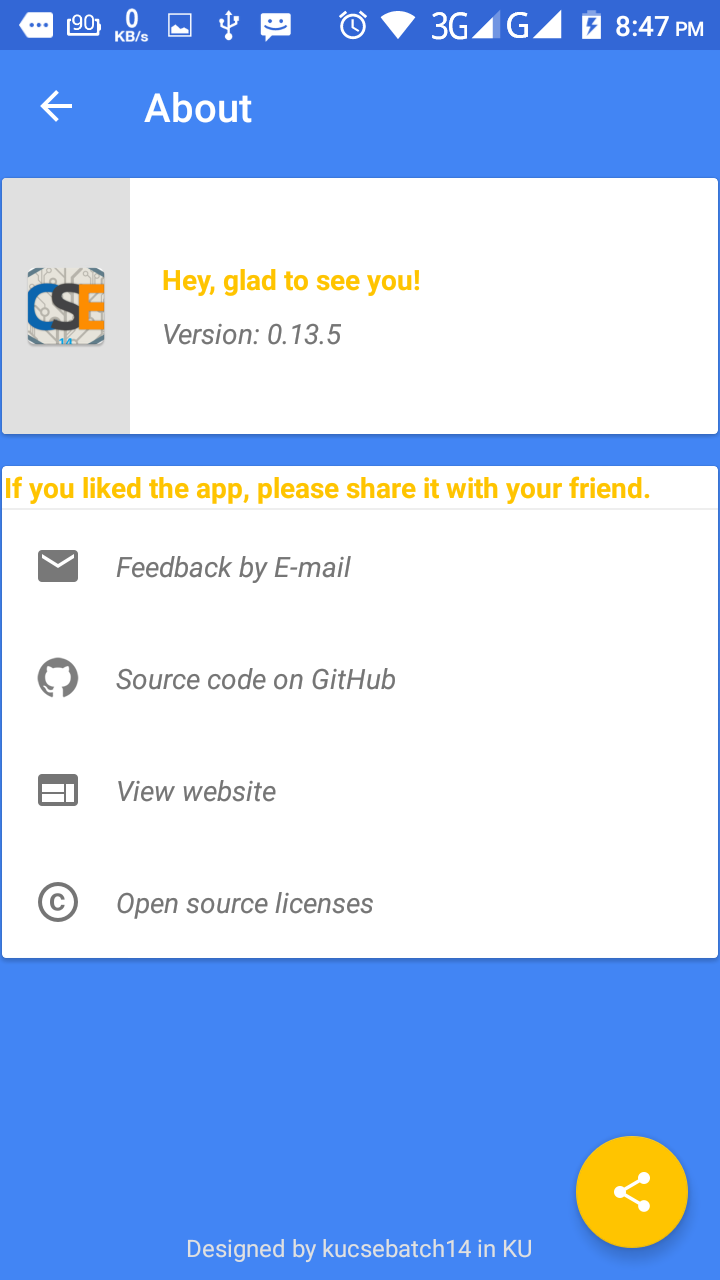 90
0
KB/s
3G
G
8:47 PM
About
CSE
14
Hey, glad to see you!
Version: 0.13.5
If you liked the app, please share it with your friend.
Feedback by E-mail
Source code on GitHub
View website
C
Open source licenses
Designed by kucsebatch14 in KU